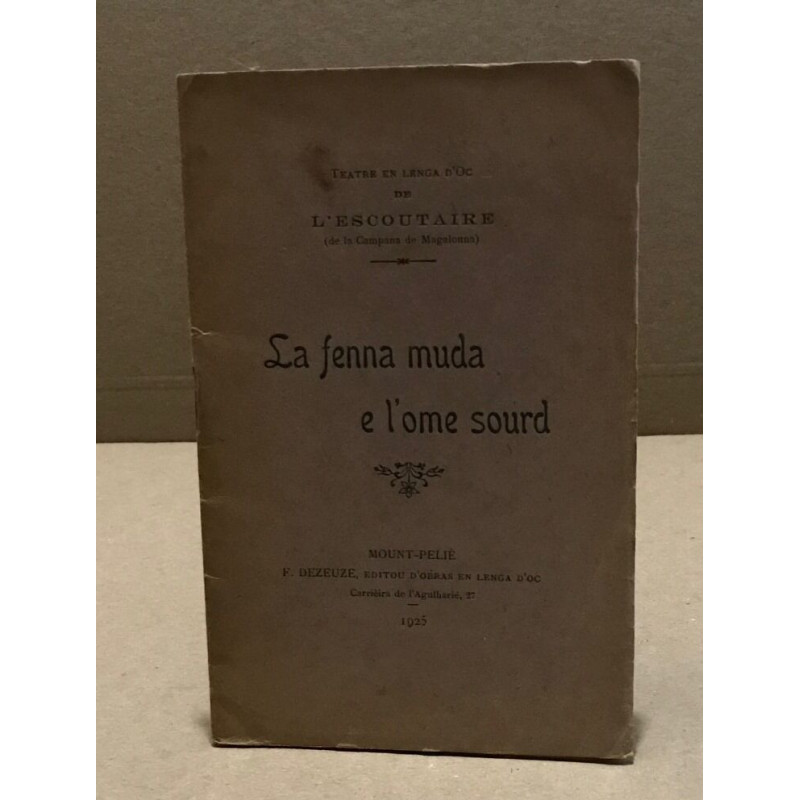 TEATRE EN LENGA D'OC
DE
L'ESCOUTAIRE
(de la Campana de Magalouna)
La fenna muda
e l'ome sourd
MOUNT-PELIÉ
F. DEZEUZE, EDITOU D'OBRAS EN LENGA D'OC
Carrièira de l'Agulharié, 27
1925